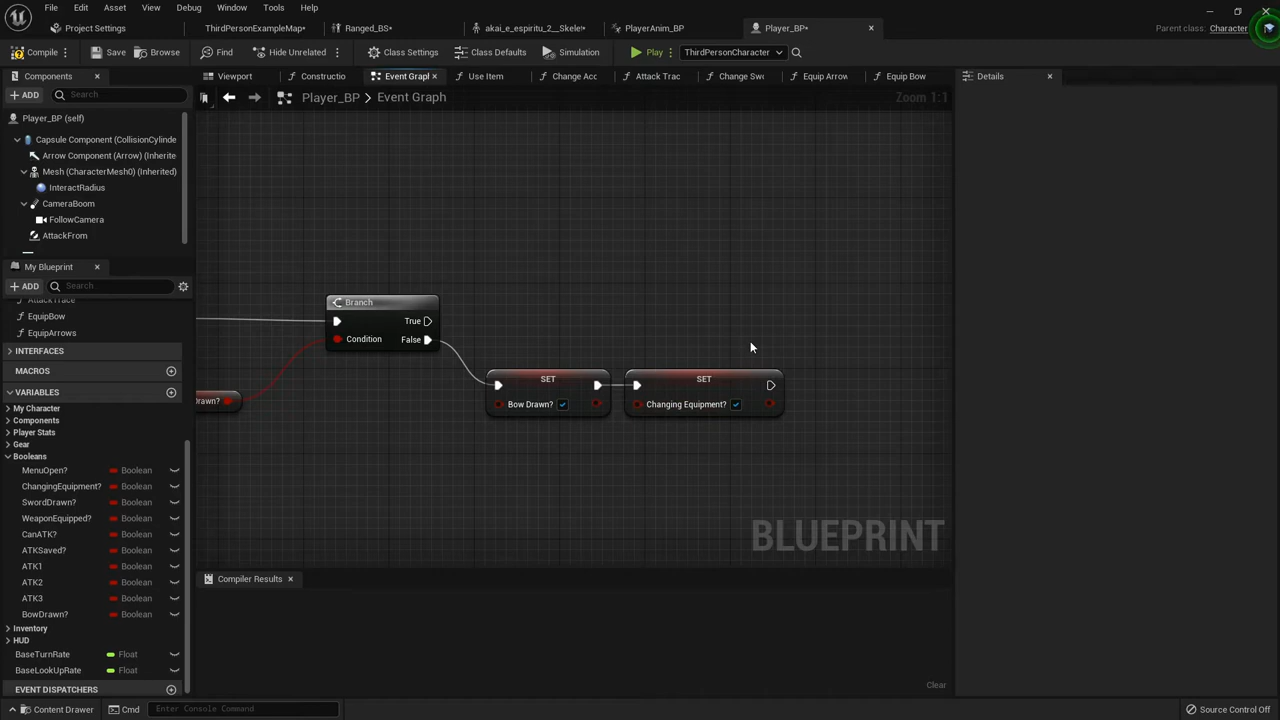 File Edit Asset View Debug Window Tools Help
Project Settings ThirdPersonExampleMap* Ranged_BS* akai_e_espiritu_2__Skele* PlayerAnim_BP Player_BP* Parent class: Character
Compile Save Browse Find Hide Unrelated Class Settings Class Defaults Simulation Play ThirdPersonCharacter
Components Viewport Constructio Event Graph Use Item Change Acc Attack Trac Change Swo Equip Arrow Equip Bow Details
ADD Search Player_BP > Event Graph Zoom 1:1
Player_BP (self)
Capsule Component (CollisionCylinde
Arrow Component (Arrow) (Inherite
Mesh (CharacterMesh0) (Inherited)
InteractRadius
CameraBoom
FollowCamera
AttackFrom
My Blueprint
ADD Search
AttackTrace
EquipBow
EquipArrows
INTERFACES
MACROS
VARIABLES
My Character
Components
Player Stats
Gear
Booleans
MenuOpen? Boolean
ChangingEquipment? Boolean
SwordDrawn? Boolean
WeaponEquipped? Boolean
CanATK? Boolean
ATKSaved? Boolean
ATK1 Boolean
ATK2 Boolean
ATK3 Boolean
BowDrawn? Boolean
Inventory
HUD
BaseTurnRate Float
BaseLookUpRate Float
EVENT DISPATCHERS
Branch
True
Condition False
Drawn?
SET SET
Bow Drawn? Changing Equipment?
BLUEPRINT
Compiler Results
Clear
Content Drawer Cmd Enter Console Command Source Control Off